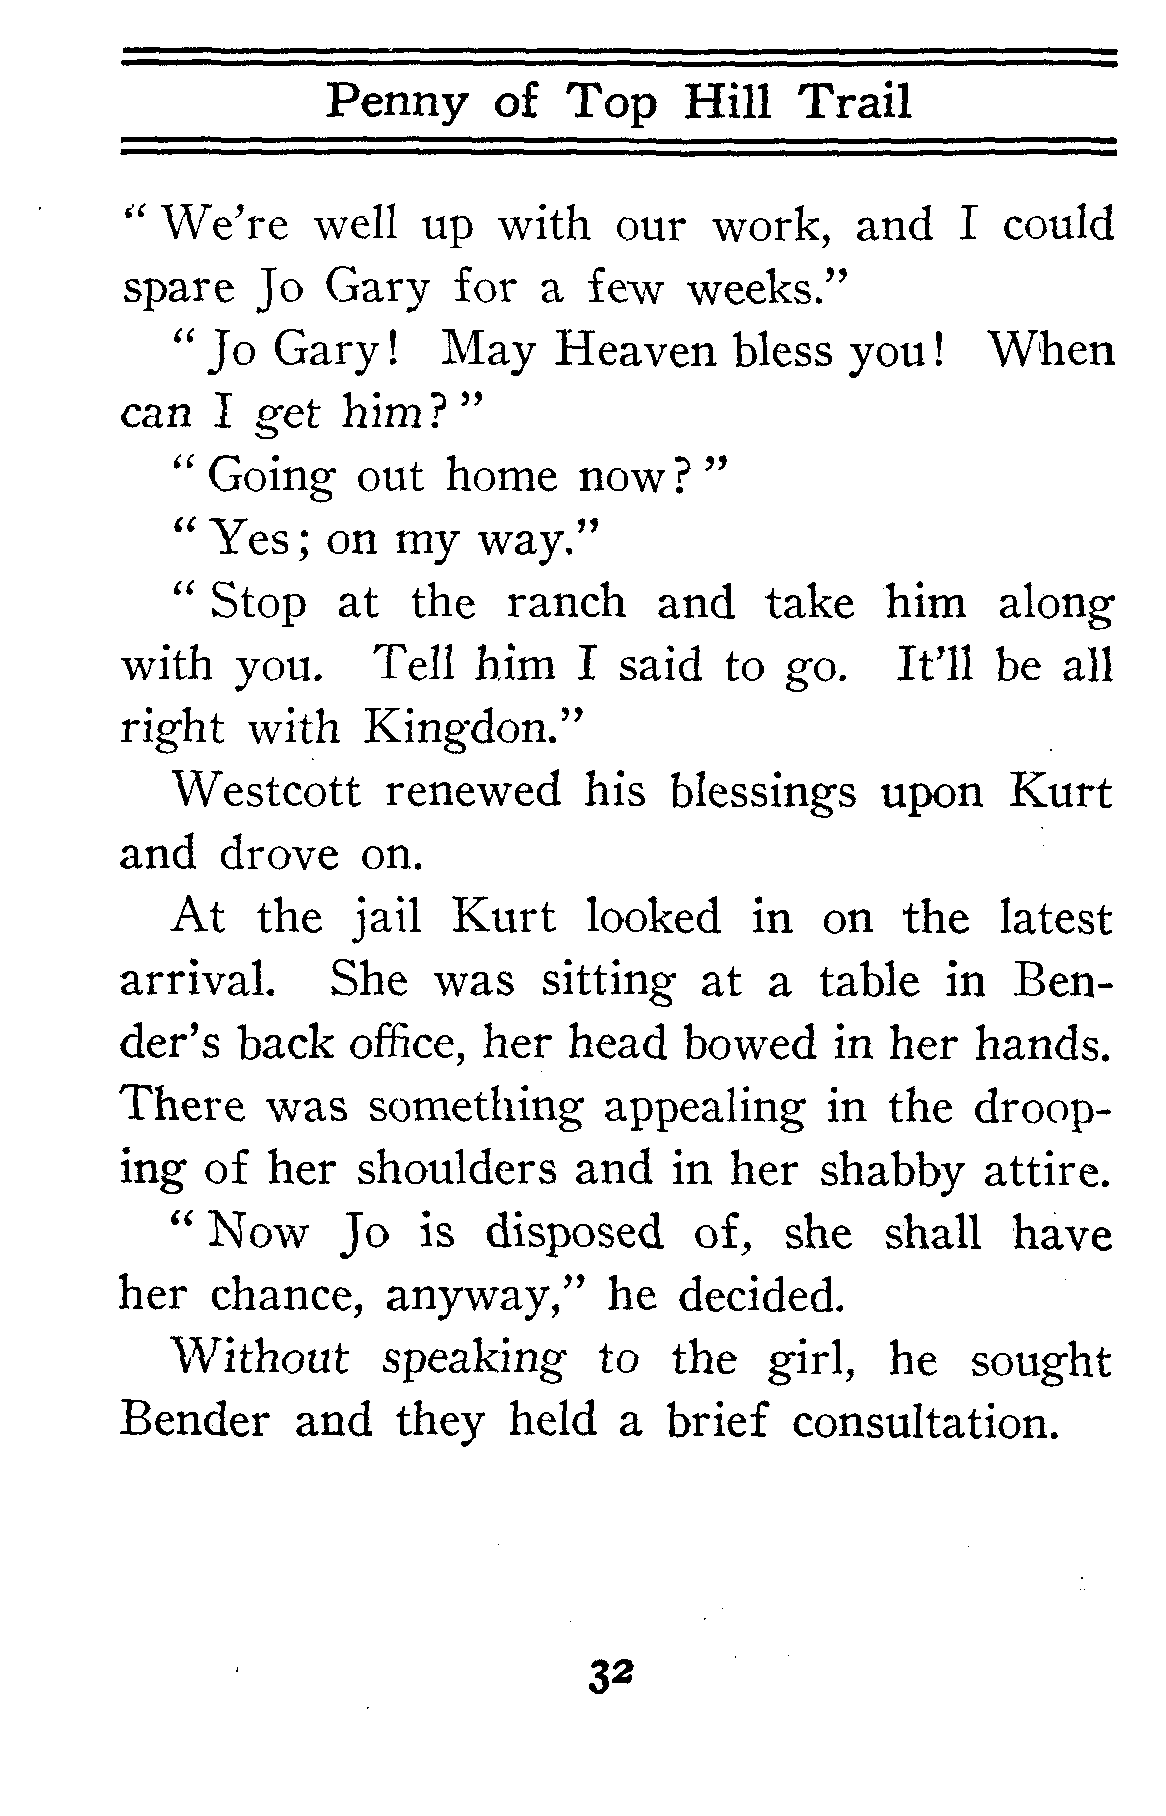 Penny of Top Hill Trail
“ We’re well up with our work, and I could
spare Jo Gary for a few weeks.”
“ Jo Gary! May Heaven bless you! When
can I get him? ”
“ Going out home now? ”
“ Yes; on my way.”
“ Stop at the ranch and take him along
with you. Tell him I said to go. It’ll be all
right with Kingdon.”
Westcott renewed his blessings upon Kurt
and drove on.
At the jail Kurt looked in on the latest
arrival. She was sitting at a table in Ben-
der’s back office, her head bowed in her hands.
There was something appealing in the droop-
ing of her shoulders and in her shabby attire.
“ Now Jo is disposed of, she shall have
her chance, anyway,” he decided.
Without speaking to the girl, he sought
Bender and they held a brief consultation.
32